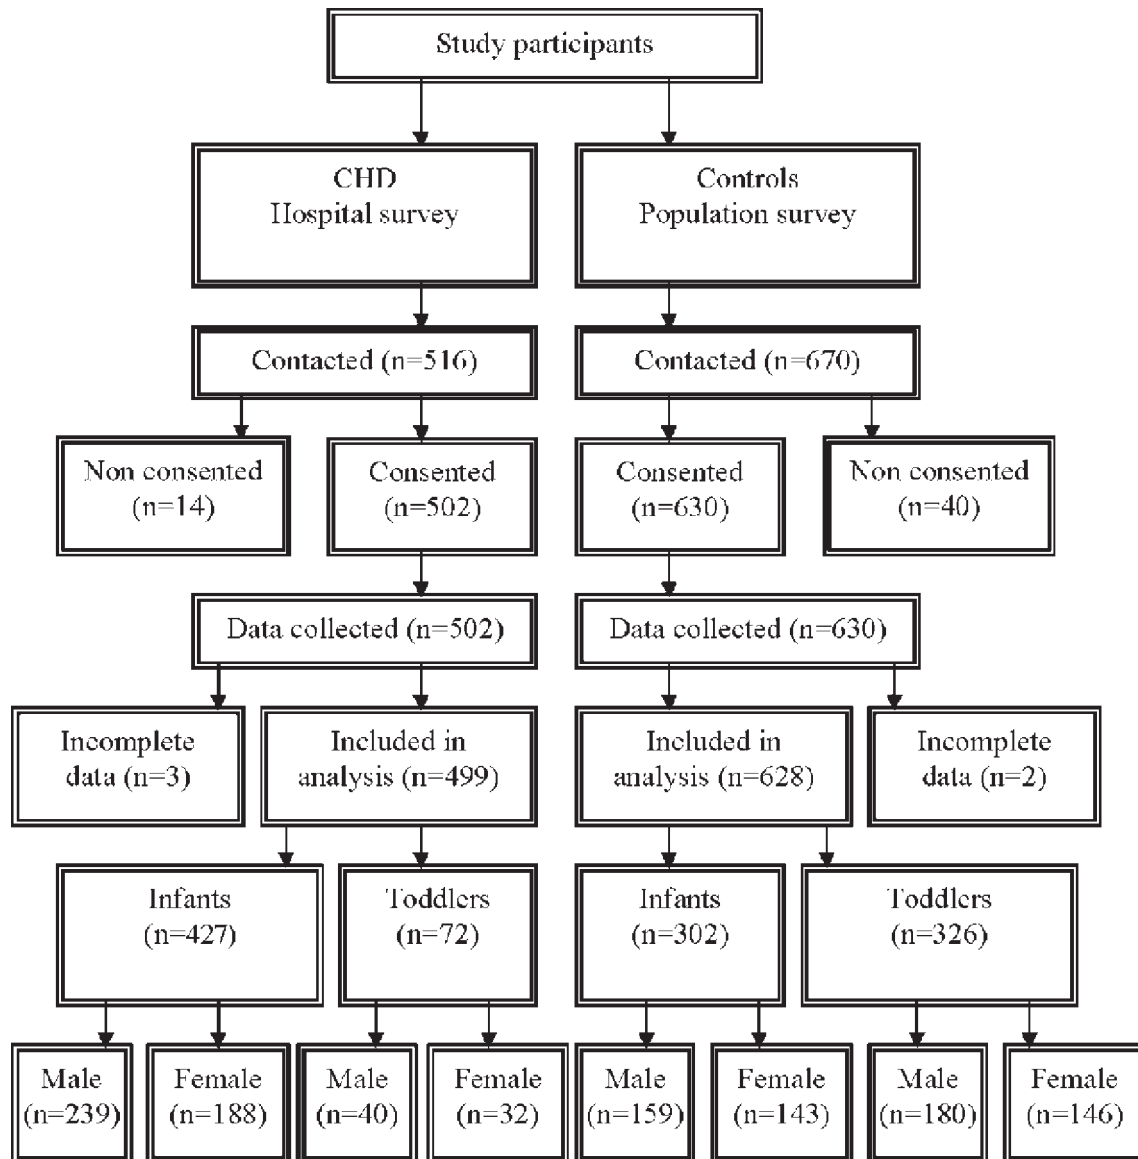 Study participants
CHD
Hospital survey
Controls
Population survey
Contacted (n=516)
Contacted (n=670)
Non consented
(n=14)
Consented
(n=502)
Consented
(n=630)
Non consented
(n=40)
Data collected (n=502)
Data collected (n=630)
Incomplete
data (n=3)
Included in
analysis (n=499)
Included in
analysis (n=628)
Incomplete
data (n=2)
Infants
(n=427)
Toddlers
(n=72)
Infants
(n=302)
Toddlers
(n=326)
Male
(n=239)
Female
(n=188)
Male
(n=40)
Female
(n=32)
Male
(n=159)
Female
(n=143)
Male
(n=180)
Female
(n=146)